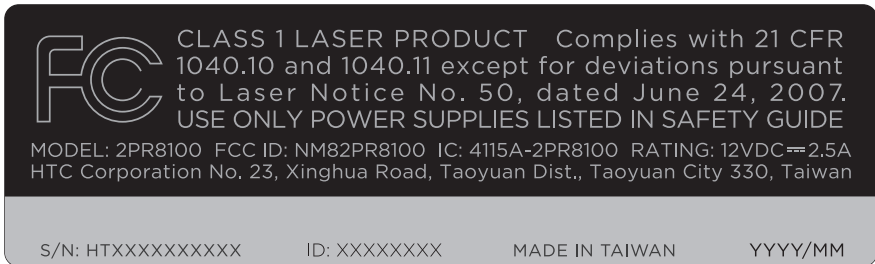 FC
CLASS 1 LASER PRODUCT Complies with 21 CFR
1040.10 and 1040.11 except for deviations pursuant
to Laser Notice No. 50, dated June 24, 2007.
USE ONLY POWER SUPPLIES LISTED IN SAFETY GUIDE
MODEL: 2PR8100 FCC ID: NM82PR8100 IC: 4115A-2PR8100 RATING: 12VDC⎓2.5A
HTC Corporation No. 23, Xinghua Road, Taoyuan Dist., Taoyuan City 330, Taiwan
S/N: HTXXXXXXXXXX ID: XXXXXXXX MADE IN TAIWAN YYYY/MM